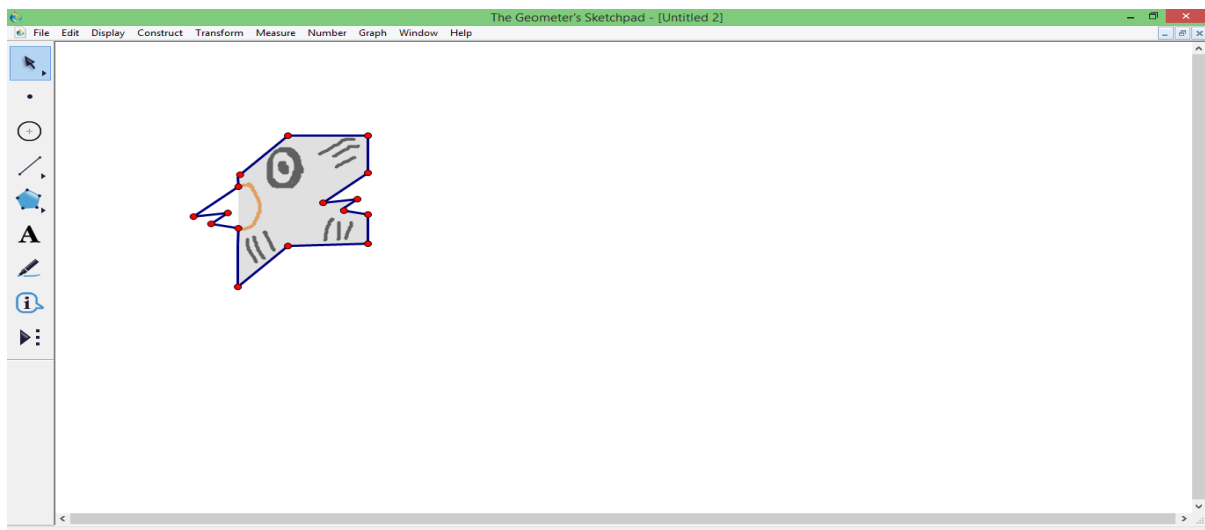 The Geometer's Sketchpad - [Untitled 2]
File Edit Display Construct Transform Measure Number Graph Window Help
A
i